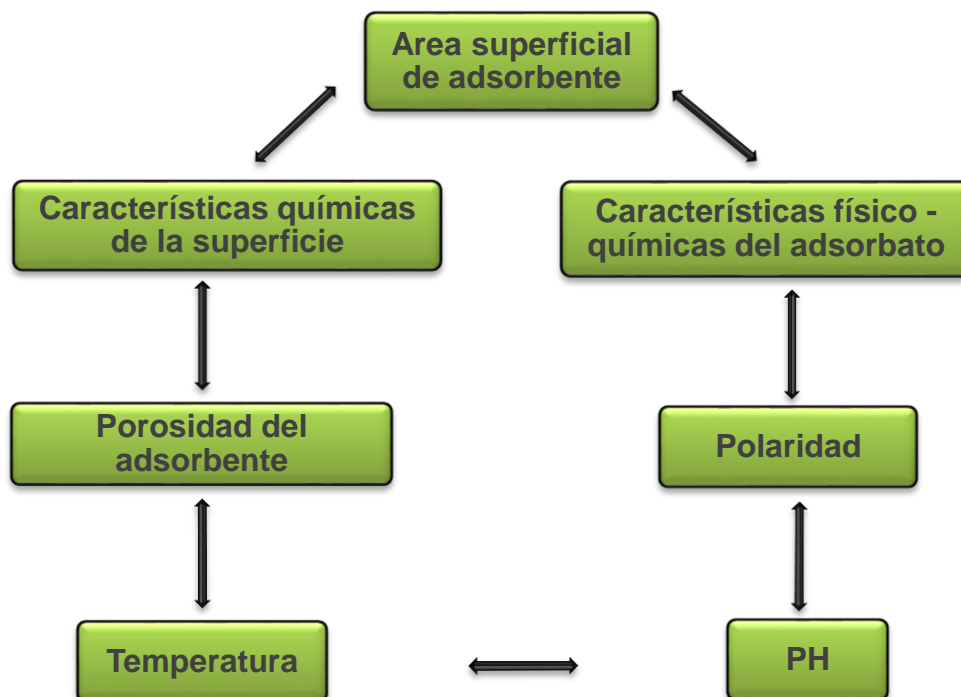 Area superficial
de adsorbente
Características químicas
de la superficie
Características físico -
químicas del adsorbato
Porosidad del
adsorbente
Polaridad
Temperatura
PH